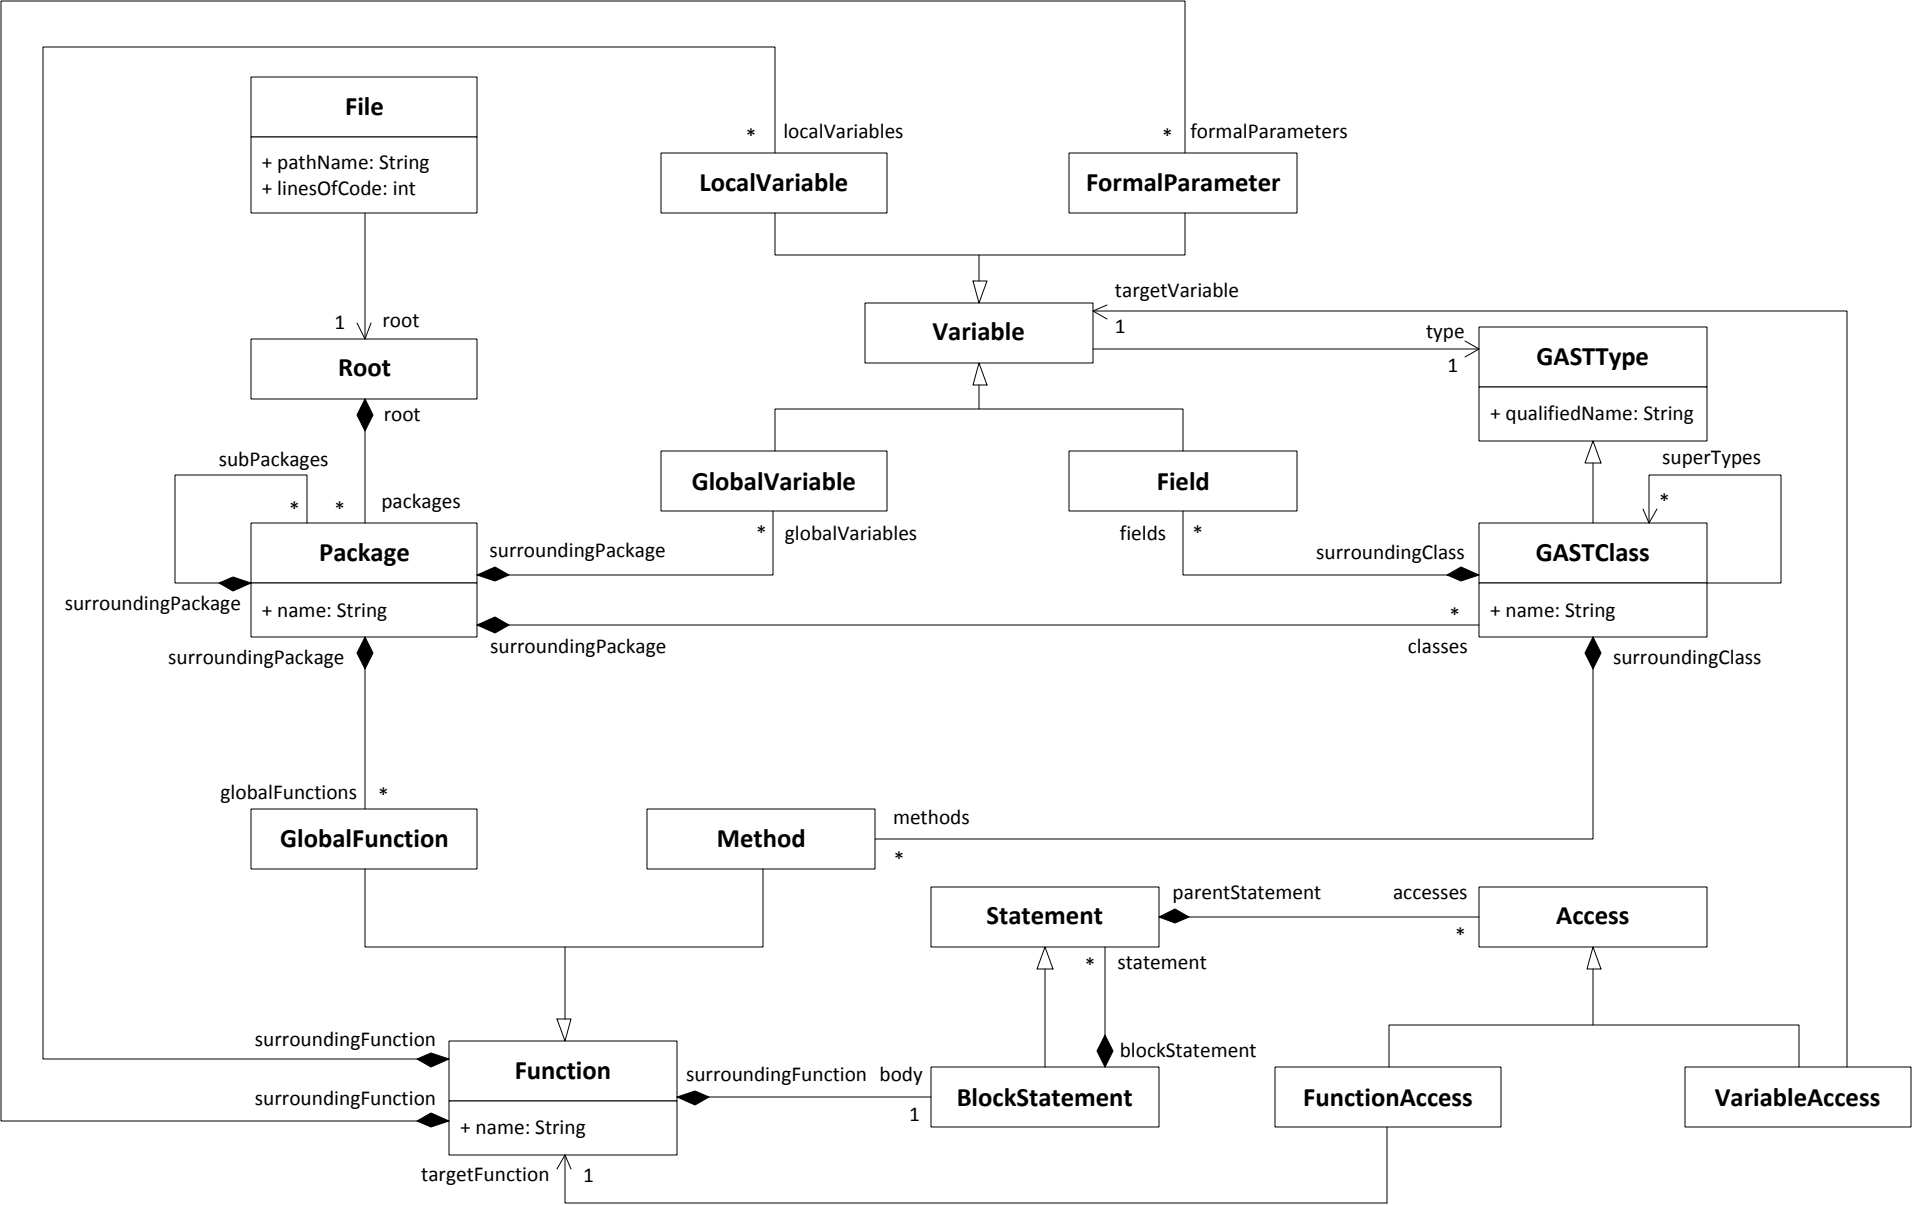 File
+ pathName: String
+ linesOfCode: int
* localVariables
LocalVariable
* formalParameters
FormalParameter
1 root
Root
root
targetVariable
1
Variable
type
1
GASTType
+ qualifiedName: String
subPackages
*
* packages
GlobalVariable
* globalVariables
Field
fields *
superTypes
*
Package
+ name: String
surroundingPackage
surroundingPackage
surroundingClass
GASTClass
+ name: String
surroundingPackage
*
classes
surroundingPackage
surroundingClass
globalFunctions *
GlobalFunction
Method
methods
*
Statement
parentStatement
accesses
*
Access
* statement
surroundingFunction
surroundingFunction
Function
+ name: String
surroundingFunction body
1
blockStatement
BlockStatement
FunctionAccess
VariableAccess
targetFunction 1